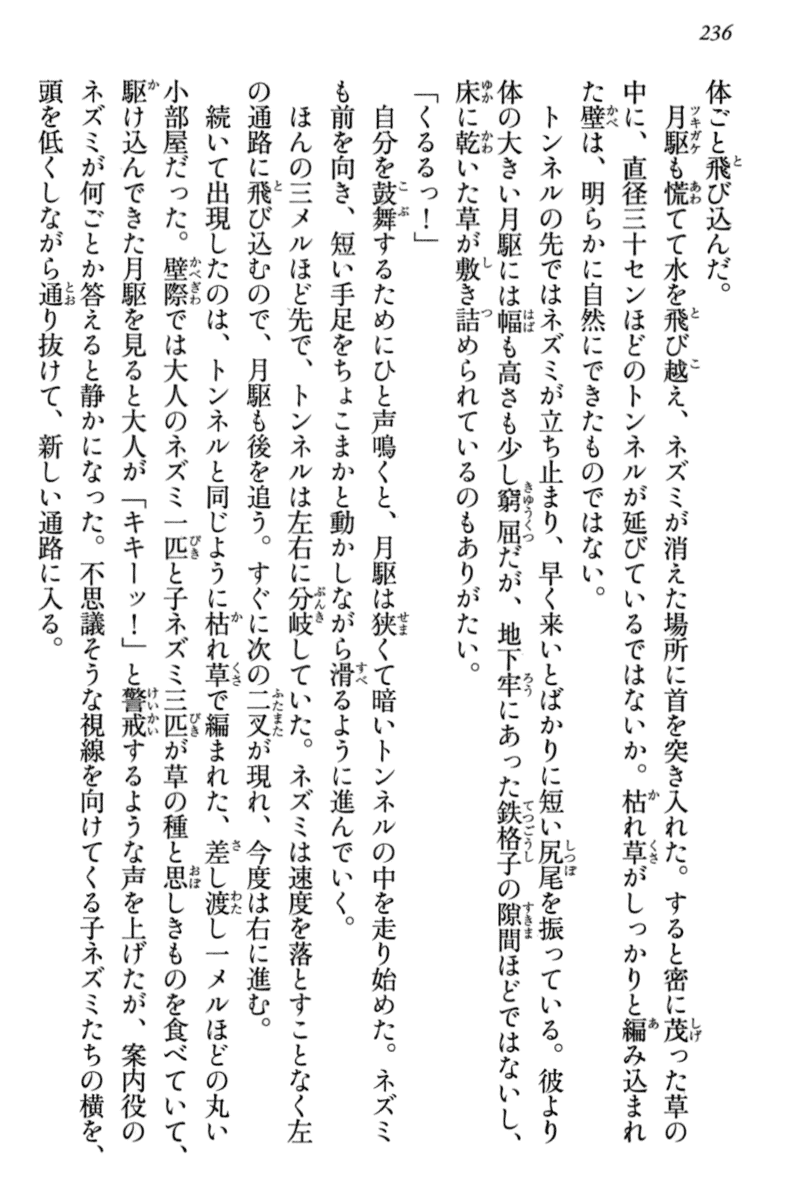 236
体ごと飛び込んだ。
　月駆も慌てて水を飛び越え、ネズミが消えた場所に首を突き入れた。すると密に茂った草の
中に、直径三十センほどのトンネルが延びているではないか。枯れ草がしっかりと編み込まれ
た壁は、明らかに自然にできたものではない。
　トンネルの先ではネズミが立ち止まり、早く来いとばかりに短い尻尾を振っている。彼より
体の大きい月駆には幅も高さも少し窮屈だが、地下牢にあった鉄格子の隙間ほどではないし、
床に乾いた草が敷き詰められているのもありがたい。
「くるるっ！」
　自分を鼓舞するためにひと声鳴くと、月駆は狭くて暗いトンネルの中を走り始めた。ネズミ
も前を向き、短い手足をちょこまかと動かしながら滑るように進んでいく。
　ほんの三メルほど先で、トンネルは左右に分岐していた。ネズミは速度を落とすことなく左
の通路に飛び込むので、月駆も後を追う。すぐに次の二叉が現れ、今度は右に進む。
　続いて出現したのは、トンネルと同じように枯れ草で編まれた、差し渡し一メルほどの丸い
小部屋だった。壁際では大人のネズミ一匹と子ネズミ三匹が草の種と思しきものを食べていて、
駆け込んできた月駆を見ると大人が「キキーッ！」と警戒するような声を上げたが、案内役の
ネズミが何ごとか答えると静かになった。不思議そうな視線を向けてくる子ネズミたちの横を、
頭を低くしながら通り抜けて、新しい通路に入る。